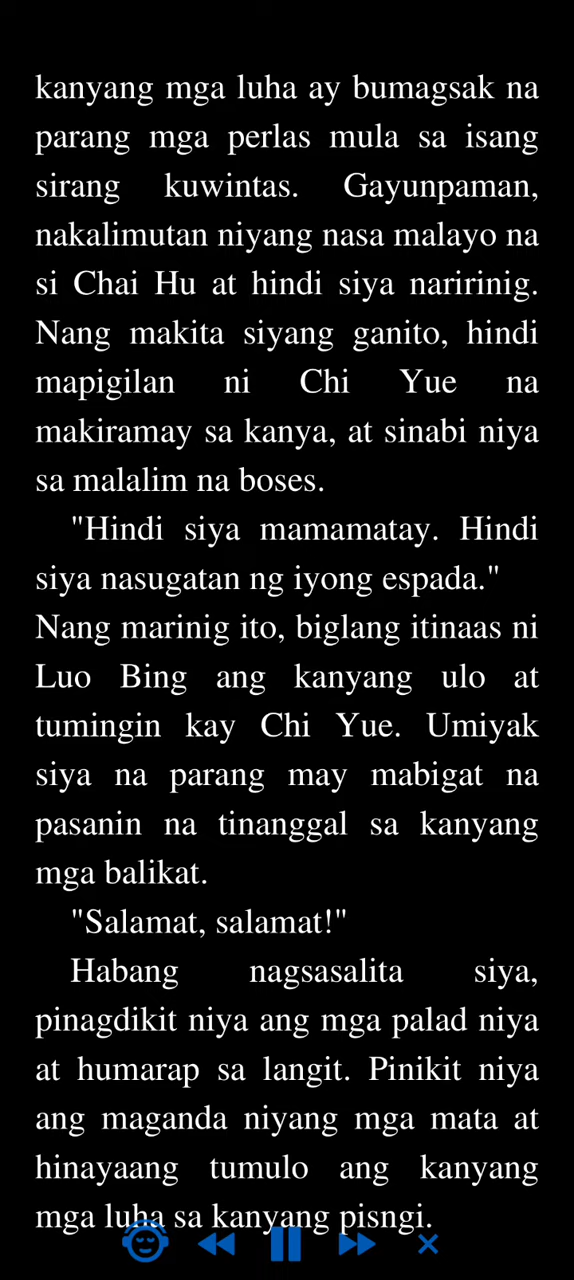 kanyang mga luha ay bumagsak na
parang mga perlas mula sa isang
sirang kuwintas. Gayunpaman,
nakalimutan niyang nasa malayo na
si Chai Hu at hindi siya naririnig.
Nang makita siyang ganito, hindi
mapigilan ni Chi Yue na
makiramay sa kanya, at sinabi niya
sa malalim na boses.
"Hindi siya mamamatay. Hindi
siya nasugatan ng iyong espada."
Nang marinig ito, biglang itinaas ni
Luo Bing ang kanyang ulo at
tumingin kay Chi Yue. Umiyak
siya na parang may mabigat na
pasanin na tinanggal sa kanyang
mga balikat.
"Salamat, salamat!"
Habang nagsasalita siya,
pinagdikit niya ang mga palad niya
at humarap sa langit. Pinikit niya
ang maganda niyang mga mata at
hinayaang tumulo ang kanyang
mga luha sa kanyang pisngi.